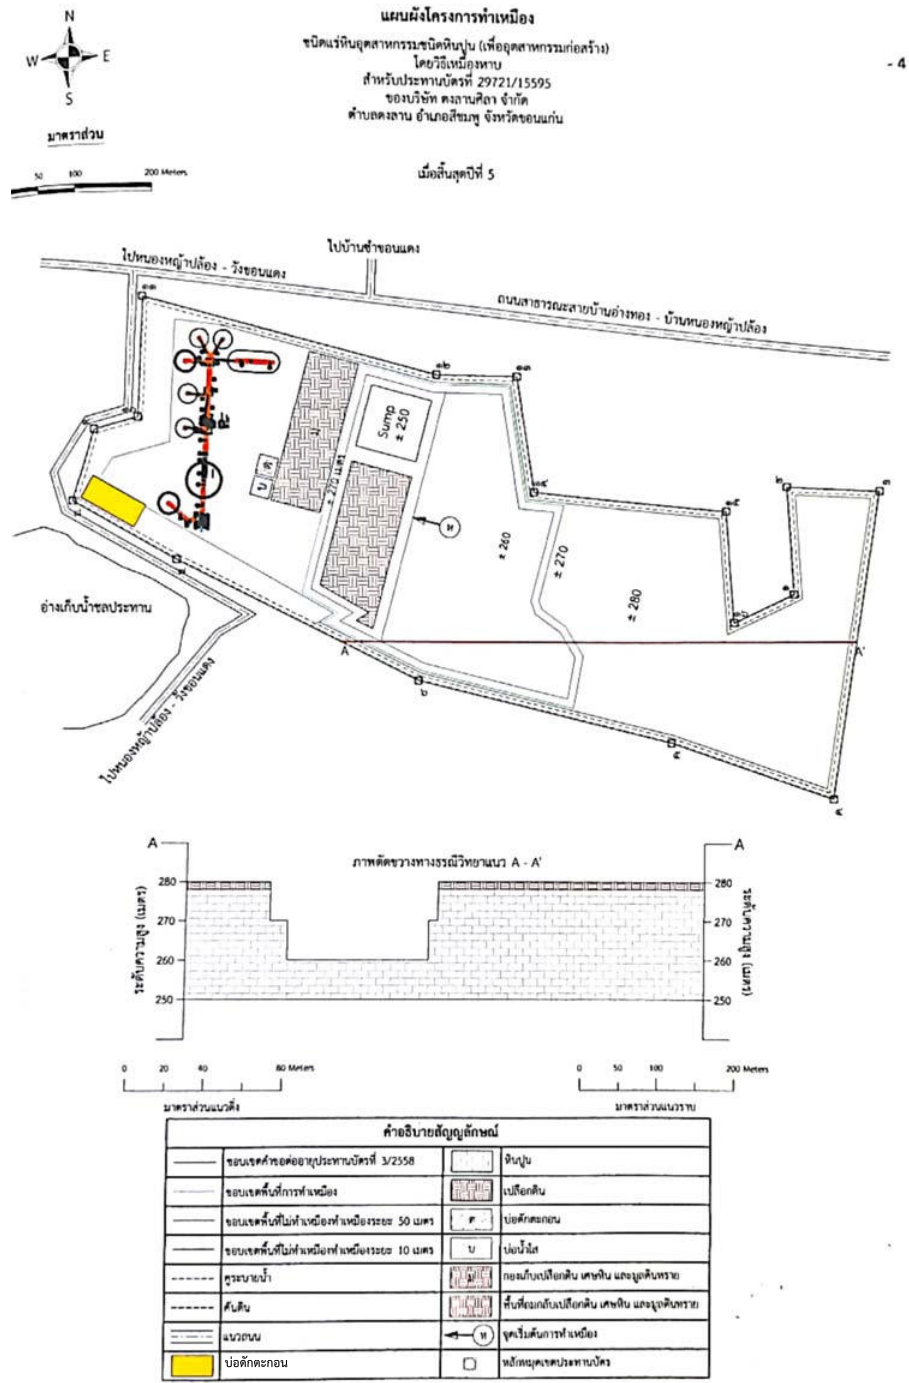 แผนผังโครงการทำเหมือง
ชนิดแร่หินอุตสาหกรรมชนิดหินปูน (เพื่ออุตสาหกรรมก่อสร้าง)
โดยวิธีเหมืองหาบ
สำหรับประทานบัตรที่ 29721/15595
ของบริษัท ดงลานศิลา จำกัด
ตำบลดงลาน อำเภอสีชมพู จังหวัดขอนแก่น
- 4
N
W E
S
มาตราส่วน
50 100 200 Meters
เมื่อสิ้นสุดปีที่ 5
ไปบ้านซำขอนแดง
ไปหนองหญ้าปล้อง - วังขอนแดง
ถนนสาธารณะสายบ้านอ่างทอง - บ้านหนองหญ้าปล้อง
๑๑
๑๒
๑๓
๑๔
๑๕
๒
๓
๑
Sump
± 250
ม
ต
บ
± 270 เมตร
ห
± 260
± 270
± 280
อ่างเก็บน้ำชลประทาน
ไปหนองหญ้าปล้อง - วังขอนแดง
A A'
๖
๕
๔
A A
ภาพตัดขวางทางธรณีวิทยาแนว A - A'
ระดับความสูง (เมตร)
280
270
260
250
280
270
260
250
ระดับความสูง (เมตร)
0 20 40 80 Meters
มาตราส่วนแนวดิ่ง
0 50 100 200 Meters
มาตราส่วนแนวราบ
คำอธิบายสัญญลักษณ์
ขอบเขตคำขอต่ออายุประทานบัตรที่ 3/2558
หินปูน
ขอบเขตพื้นที่การทำเหมือง
เปลือกดิน
ขอบเขตพื้นที่ไม่ทำเหมืองทำเหมืองระยะ 50 เมตร
ต บ่อดักตะกอน
ขอบเขตพื้นที่ไม่ทำเหมืองทำเหมืองระยะ 10 เมตร
บ บ่อน้ำใส
คูระบายน้ำ
ม กองเก็บเปลือกดิน เศษหิน และมูลดินทราย
คันดิน
พื้นที่ถมกลับเปลือกดิน เศษหิน และมูลดินทราย
แนวถนน
ห จุดเริ่มต้นการทำเหมือง
บ่อดักตะกอน
หลักหมุดเขตประทานบัตร